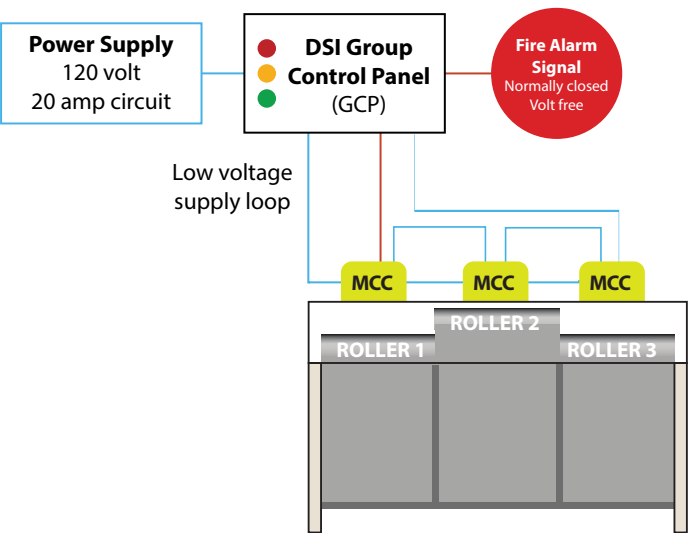 Power Supply
120 volt
20 amp circuit
DSI Group
Control Panel
(GCP)
Fire Alarm
Signal
Normally closed
Volt free
Low voltage
supply loop
MCC
MCC
MCC
ROLLER 1
ROLLER 2
ROLLER 3